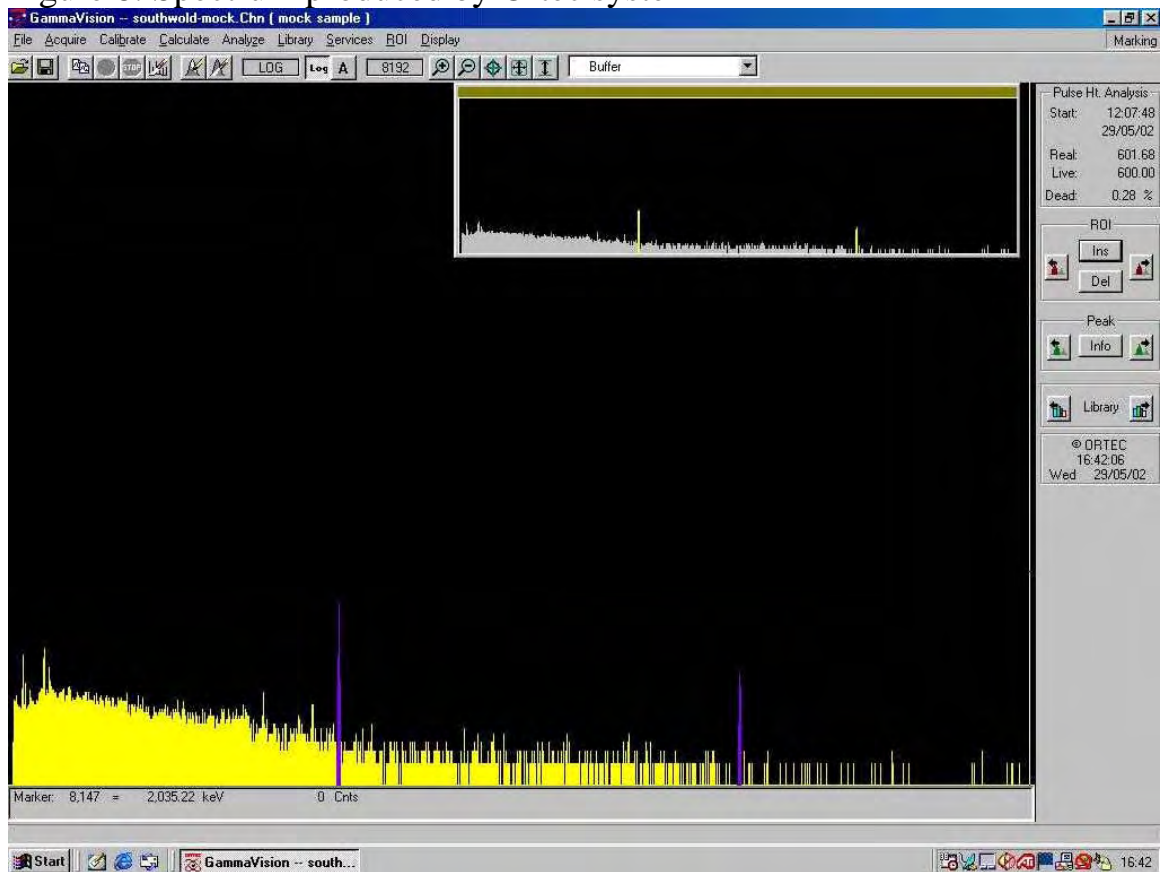 GammaVision -- southwold-mock.Chn ( mock sample )
File Acquire Calibrate Calculate Analyze Library Services ROI Display
Marking
STOP
LOG Log A 8192 Buffer
Pulse Ht. Analysis
Start: 12:07:48
29/05/02
Real: 601.68
Live: 600.00
Dead: 0.28 %
ROI
Ins
Del
Peak
Info
Library
© ORTEC
16:42:06
Wed 29/05/02
Marker: 8,147 = 2,035.22 keV 0 Cnts
Start GammaVision -- south... 16:42